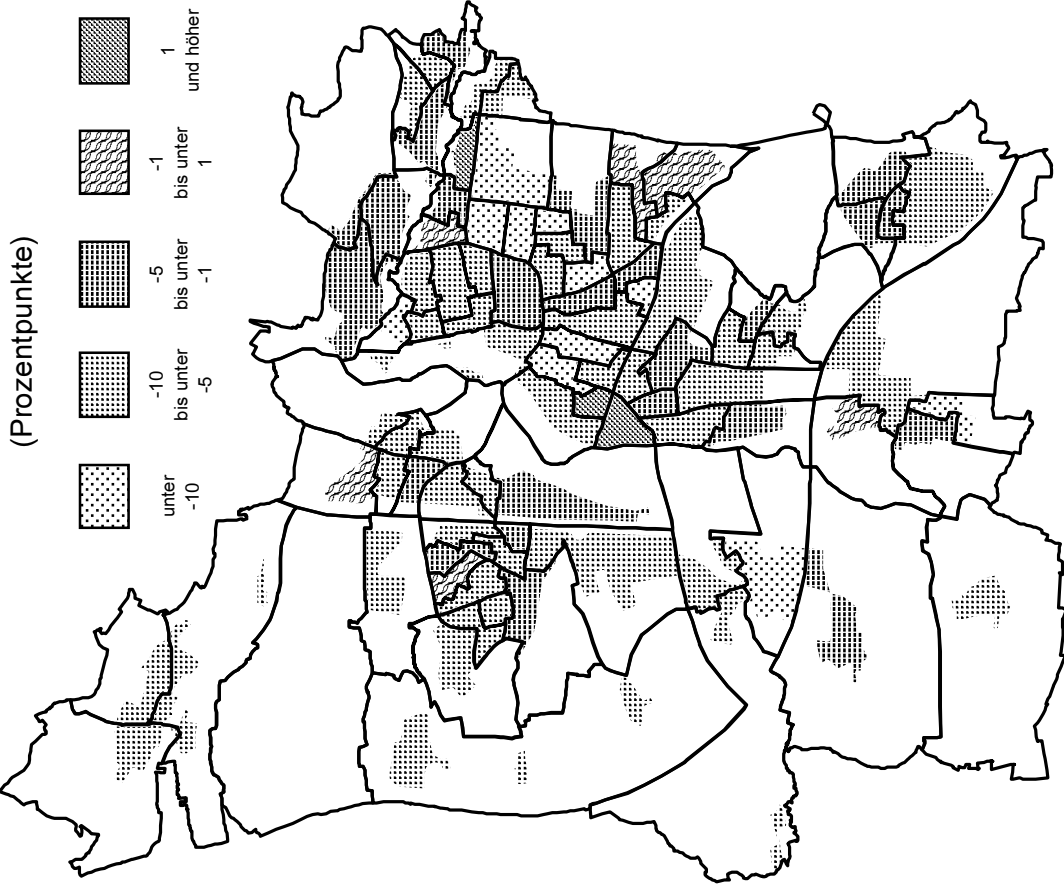 (Prozentpunkte)
1
und höher
-1
bis unter
1
-5
bis unter
-1
-10
bis unter
-5
unter
-10